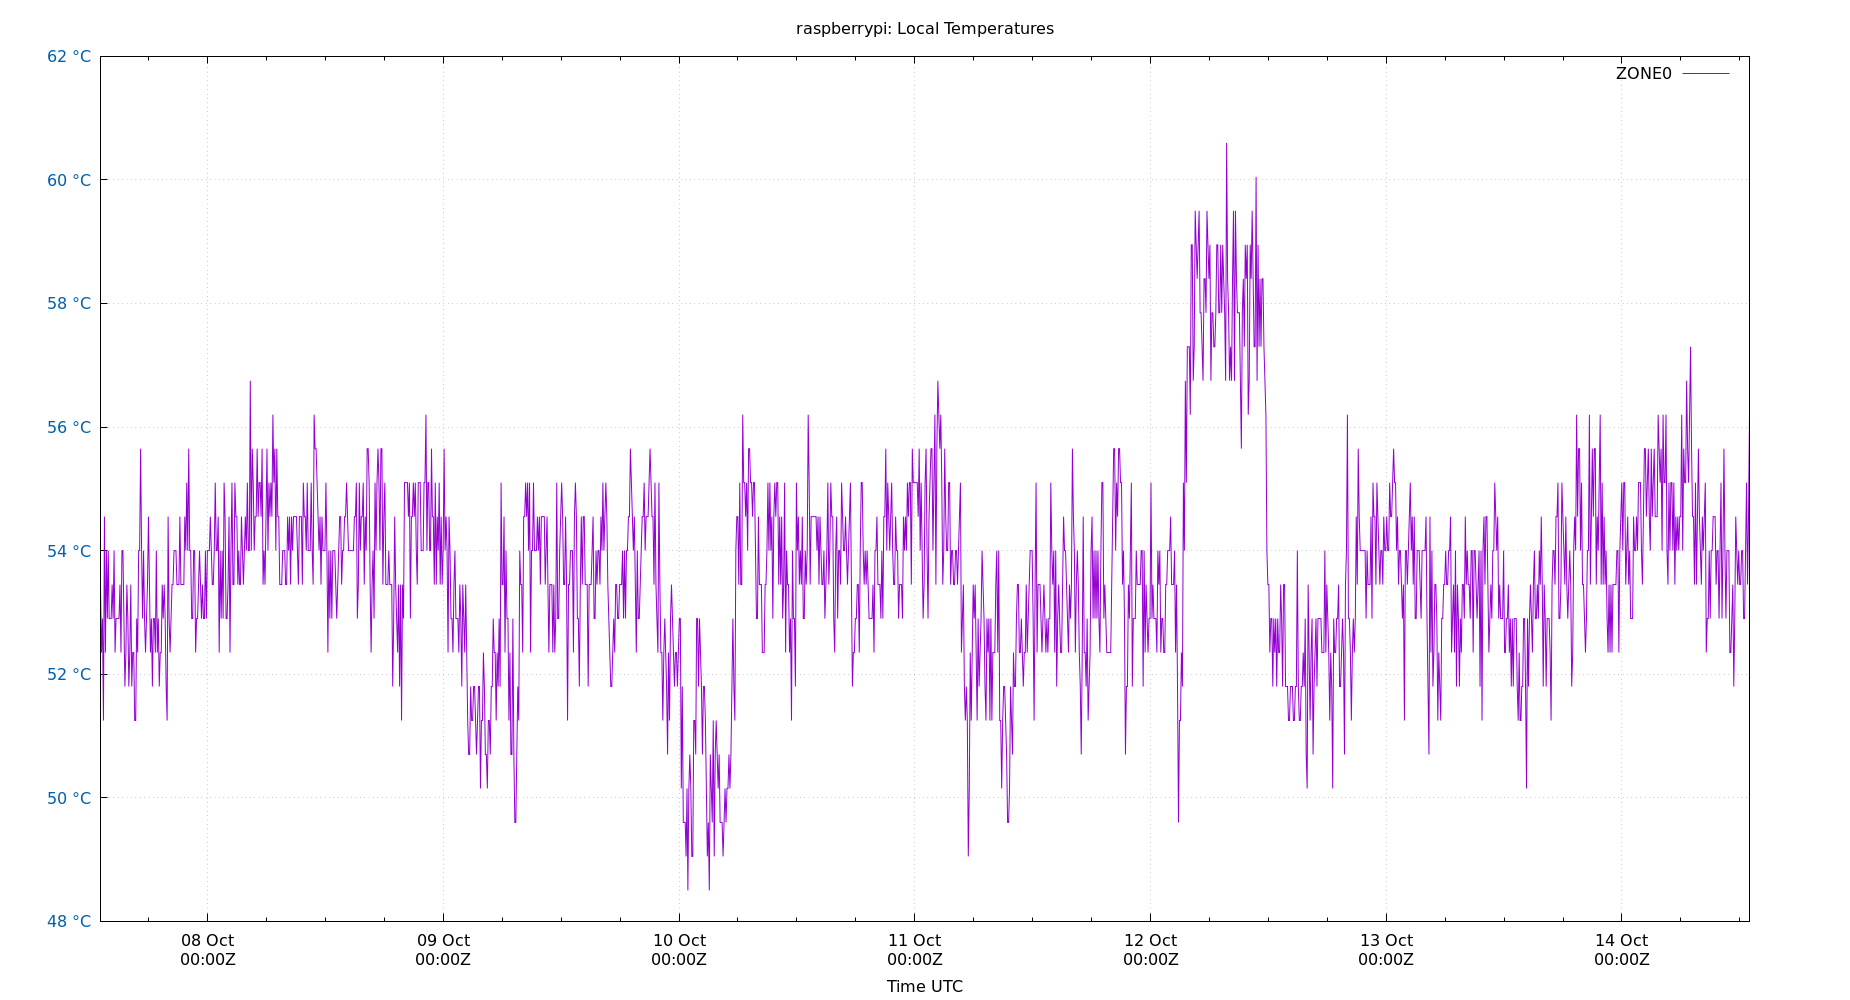 raspberrypi: Local Temperatures
62 °C
ZONE0
60 °C
58 °C
56 °C
54 °C
52 °C
50 °C
48 °C
08 Oct 09 Oct 10 Oct 11 Oct 12 Oct 13 Oct 14 Oct
00:00Z 00:00Z 00:00Z 00:00Z 00:00Z 00:00Z 00:00Z
Time UTC